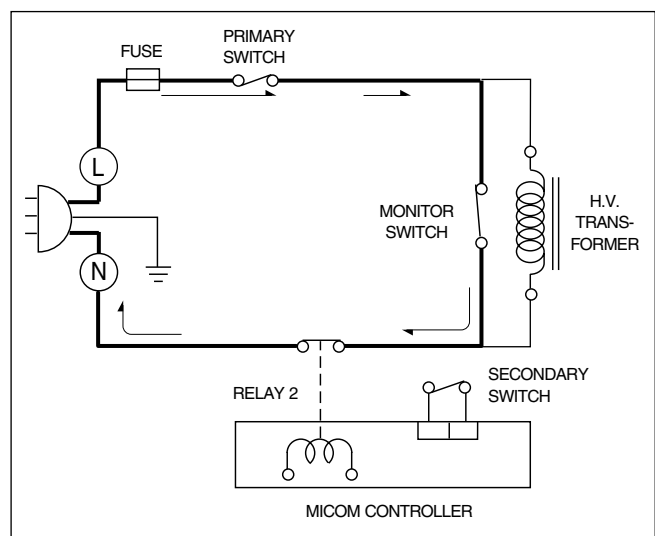 PRIMARY
SWITCH
FUSE
L
N
MONITOR
SWITCH
H.V.
TRANS-
FORMER
RELAY 2
SECONDARY
SWITCH
MICOM CONTROLLER